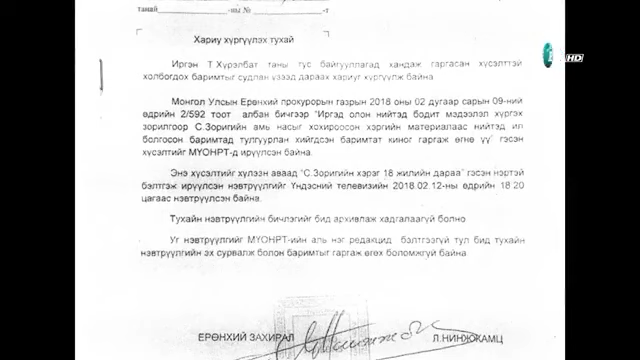 танай ны № -т
Хариу хүргүүлэх тухай
Иргэн Т.Хүрэлбат таны тус байгууллагад хандаж гаргасан хүсэлттэй
холбогдох баримтыг судлан үзээд дараах хариуг хүргүүлж байна.
Монгол Улсын Ерөнхий прокурорын газрын 2018 оны 02 дугаар сарын 09-ний
өдрийн 2/592 тоот албан бичгээр "Иргэд олон нийтэд бодит мэдээлэл хүргэх
зорилгоор С.Зоригийн амь насыг хохироосон хэргийн материалаас нийтэд ил
болгосон баримтад тулгуурлан хийгдсэн баримтат киног гаргаж өгнө үү" гэсэн
хүсэлтийг МҮОНРТ-д ирүүлсэн байна.
Энэ хүсэлтийг хүлээн аваад "С.Зоригийн хэрэг 18 жилийн дараа" гэсэн нэртэй
бэлтгэж ирүүлсэн нэвтрүүлгийг Үндэсний телевизийн 2018.02.12-ны өдрийн 18:20
цагаас нэвтрүүлсэн байна.
Тухайн нэвтрүүлгийн бичлэгийг бид архивлаж хадгалаагүй болно
Уг нэвтрүүлгийг МҮОНРТ-ийн аль нэг редакцид бэлтгээгүй тул бид тухайн
нэвтрүүлгийн эх сурвалж болон баримтыг гаргаж өгөх боломжгүй байна
ЕРӨНХИЙ ЗАХИРАЛ Л.НИНЖЖАМЦ
HD